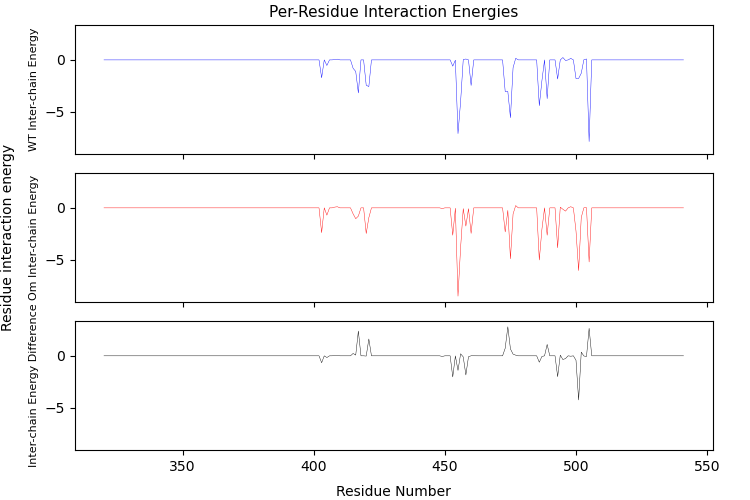 Per-Residue Interaction Energies
Residue interaction energy
WT Inter-chain Energy
0
−5
Om Inter-chain Energy
0
−5
Inter-chain Energy Difference
0
−5
350
400
450
500
550
Residue Number